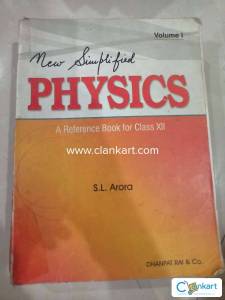 Volume I
New Simplified
PHYSICS
A Reference Book for Class XII
www.clankart.com
S.L. Arora
DHANPAT RAI & Co.
Clankart